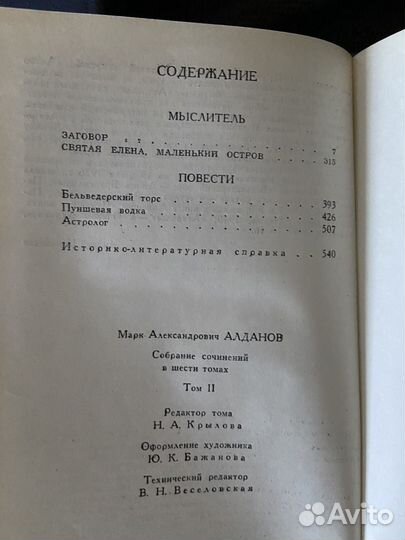 СОДЕРЖАНИЕ
МЫСЛИТЕЛЬ
ЗАГОВОР . . . . . . . . . . 7
СВЯТАЯ ЕЛЕНА, МАЛЕНЬКИЙ ОСТРОВ . . . . 315
ПОВЕСТИ
Бельведерский торс . . . . . . . . . 393
Пуншевая водка . . . . . . . . . 426
Астролог . . . . . . . . . . 507
Историко-литературная справка . . . 540
Марк Александрович АЛДАНОВ
Собрание сочинений
в шести томах
Том II
Редактор тома
Н. А. Крылова
Оформление художника
Ю. К. Бажанова
Технический редактор
В. Н. Веселовская
Avito